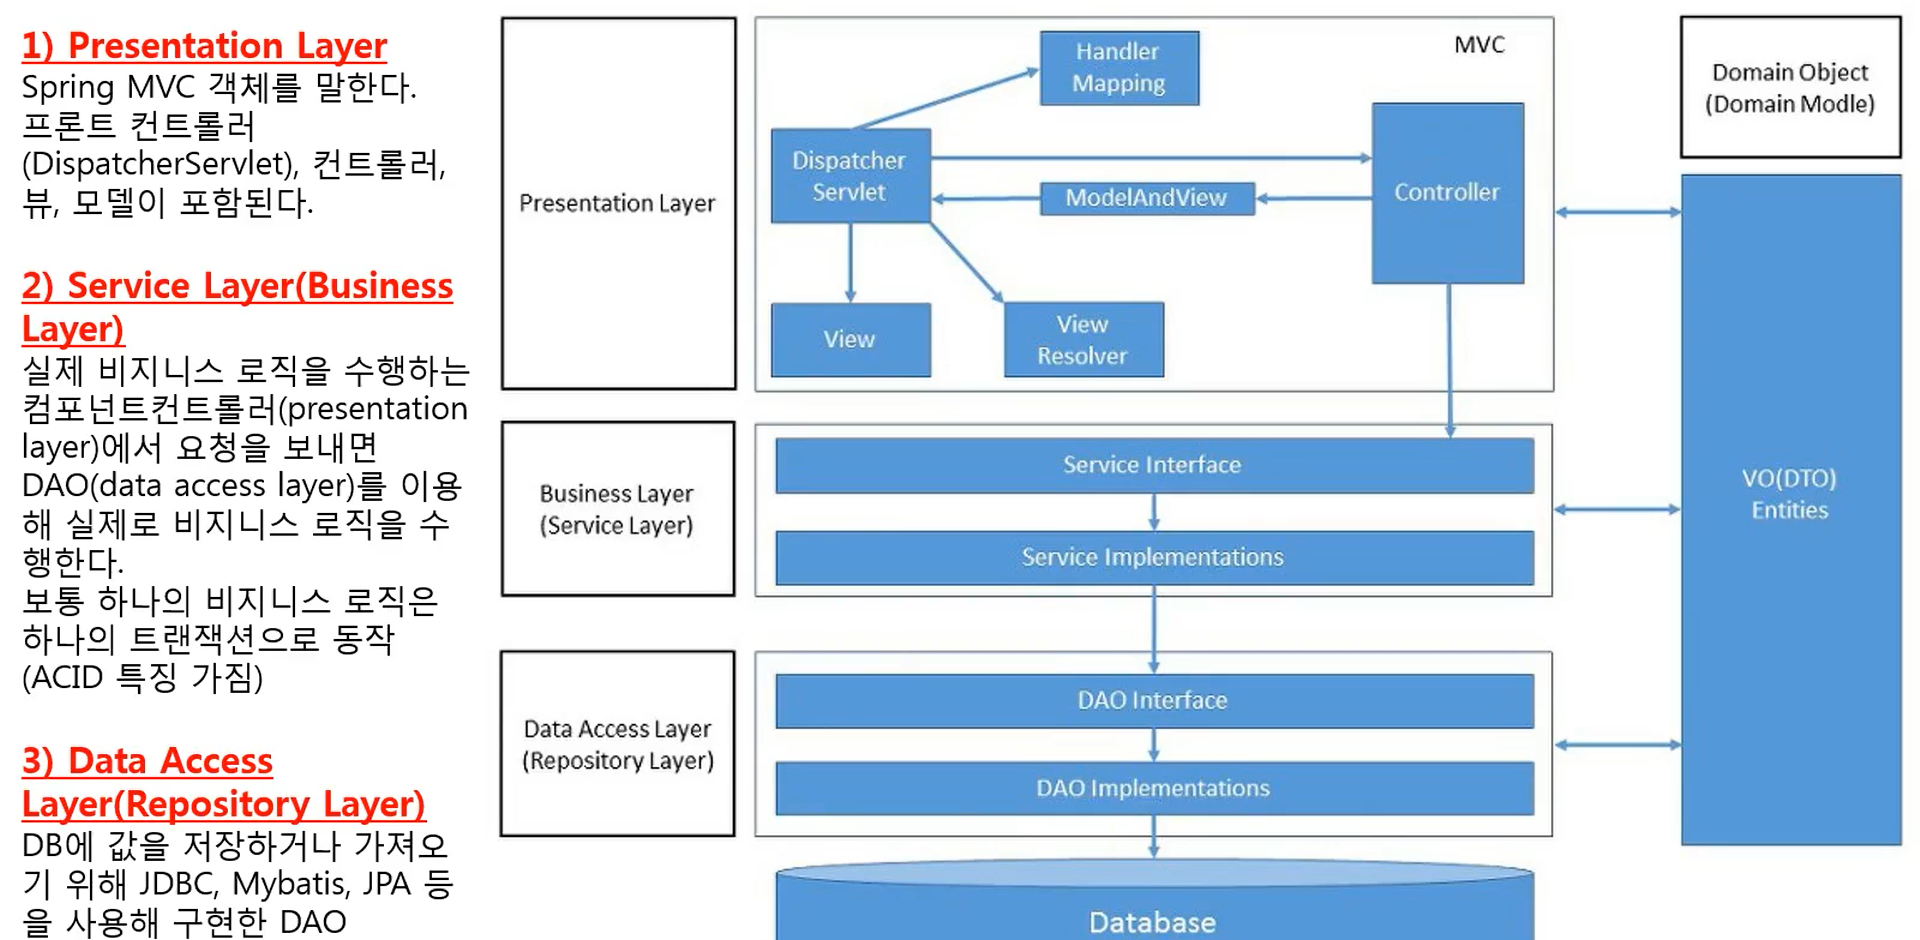 1) Presentation Layer
Spring MVC 객체를 말한다.
프론트 컨트롤러
(DispatcherServlet), 컨트롤러,
뷰, 모델이 포함된다.
2) Service Layer(Business
Layer)
실제 비지니스 로직을 수행하는
컴포넌트컨트롤러(presentation
layer)에서 요청을 보내면
DAO(data access layer)를 이용
해 실제로 비지니스 로직을 수
행한다.
보통 하나의 비지니스 로직은
하나의 트랜잭션으로 동작
(ACID 특징 가짐)
3) Data Access
Layer(Repository Layer)
DB에 값을 저장하거나 가져오
기 위해 JDBC, Mybatis, JPA 등
을 사용해 구현한 DAO
Presentation Layer
MVC
Handler
Mapping
Dispatcher
Servlet
ModelAndView
Controller
View
View
Resolver
Business Layer
(Service Layer)
Service Interface
Service Implementations
Data Access Layer
(Repository Layer)
DAO Interface
DAO Implementations
Database
Domain Object
(Domain Modle)
VO(DTO)
Entities